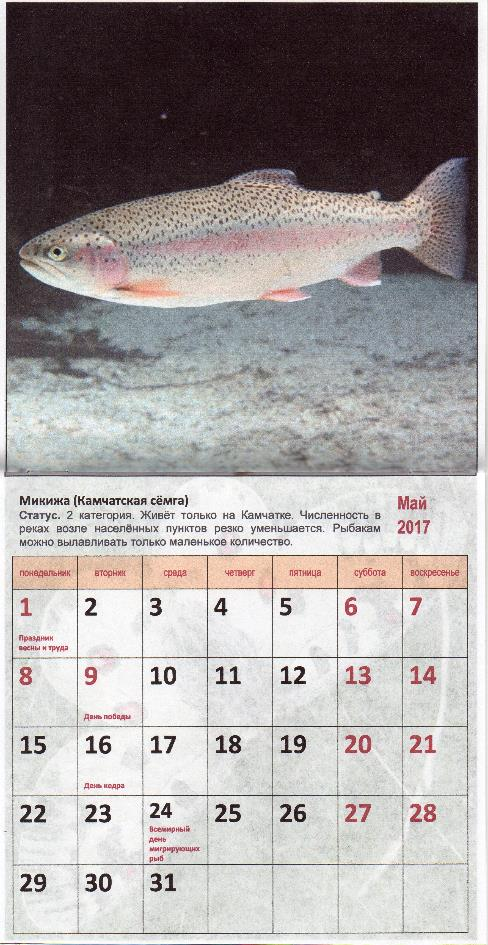 Микижа (Камчатская сёмга)
Статус. 2 категория. Живёт только на Камчатке. Численность в
реках возле населённых пунктов резко уменьшается. Рыбакам
можно вылавливать только маленькое количество.
Май
2017
понедельник вторник среда четверг пятница суббота воскресенье
1 2 3 4 5 6 7
Праздник
весны и труда
8 9 10 11 12 13 14
День победы
15 16 17 18 19 20 21
День кедра
22 23 24 25 26 27 28
Всемирный
день
мигрирующих
рыб
29 30 31